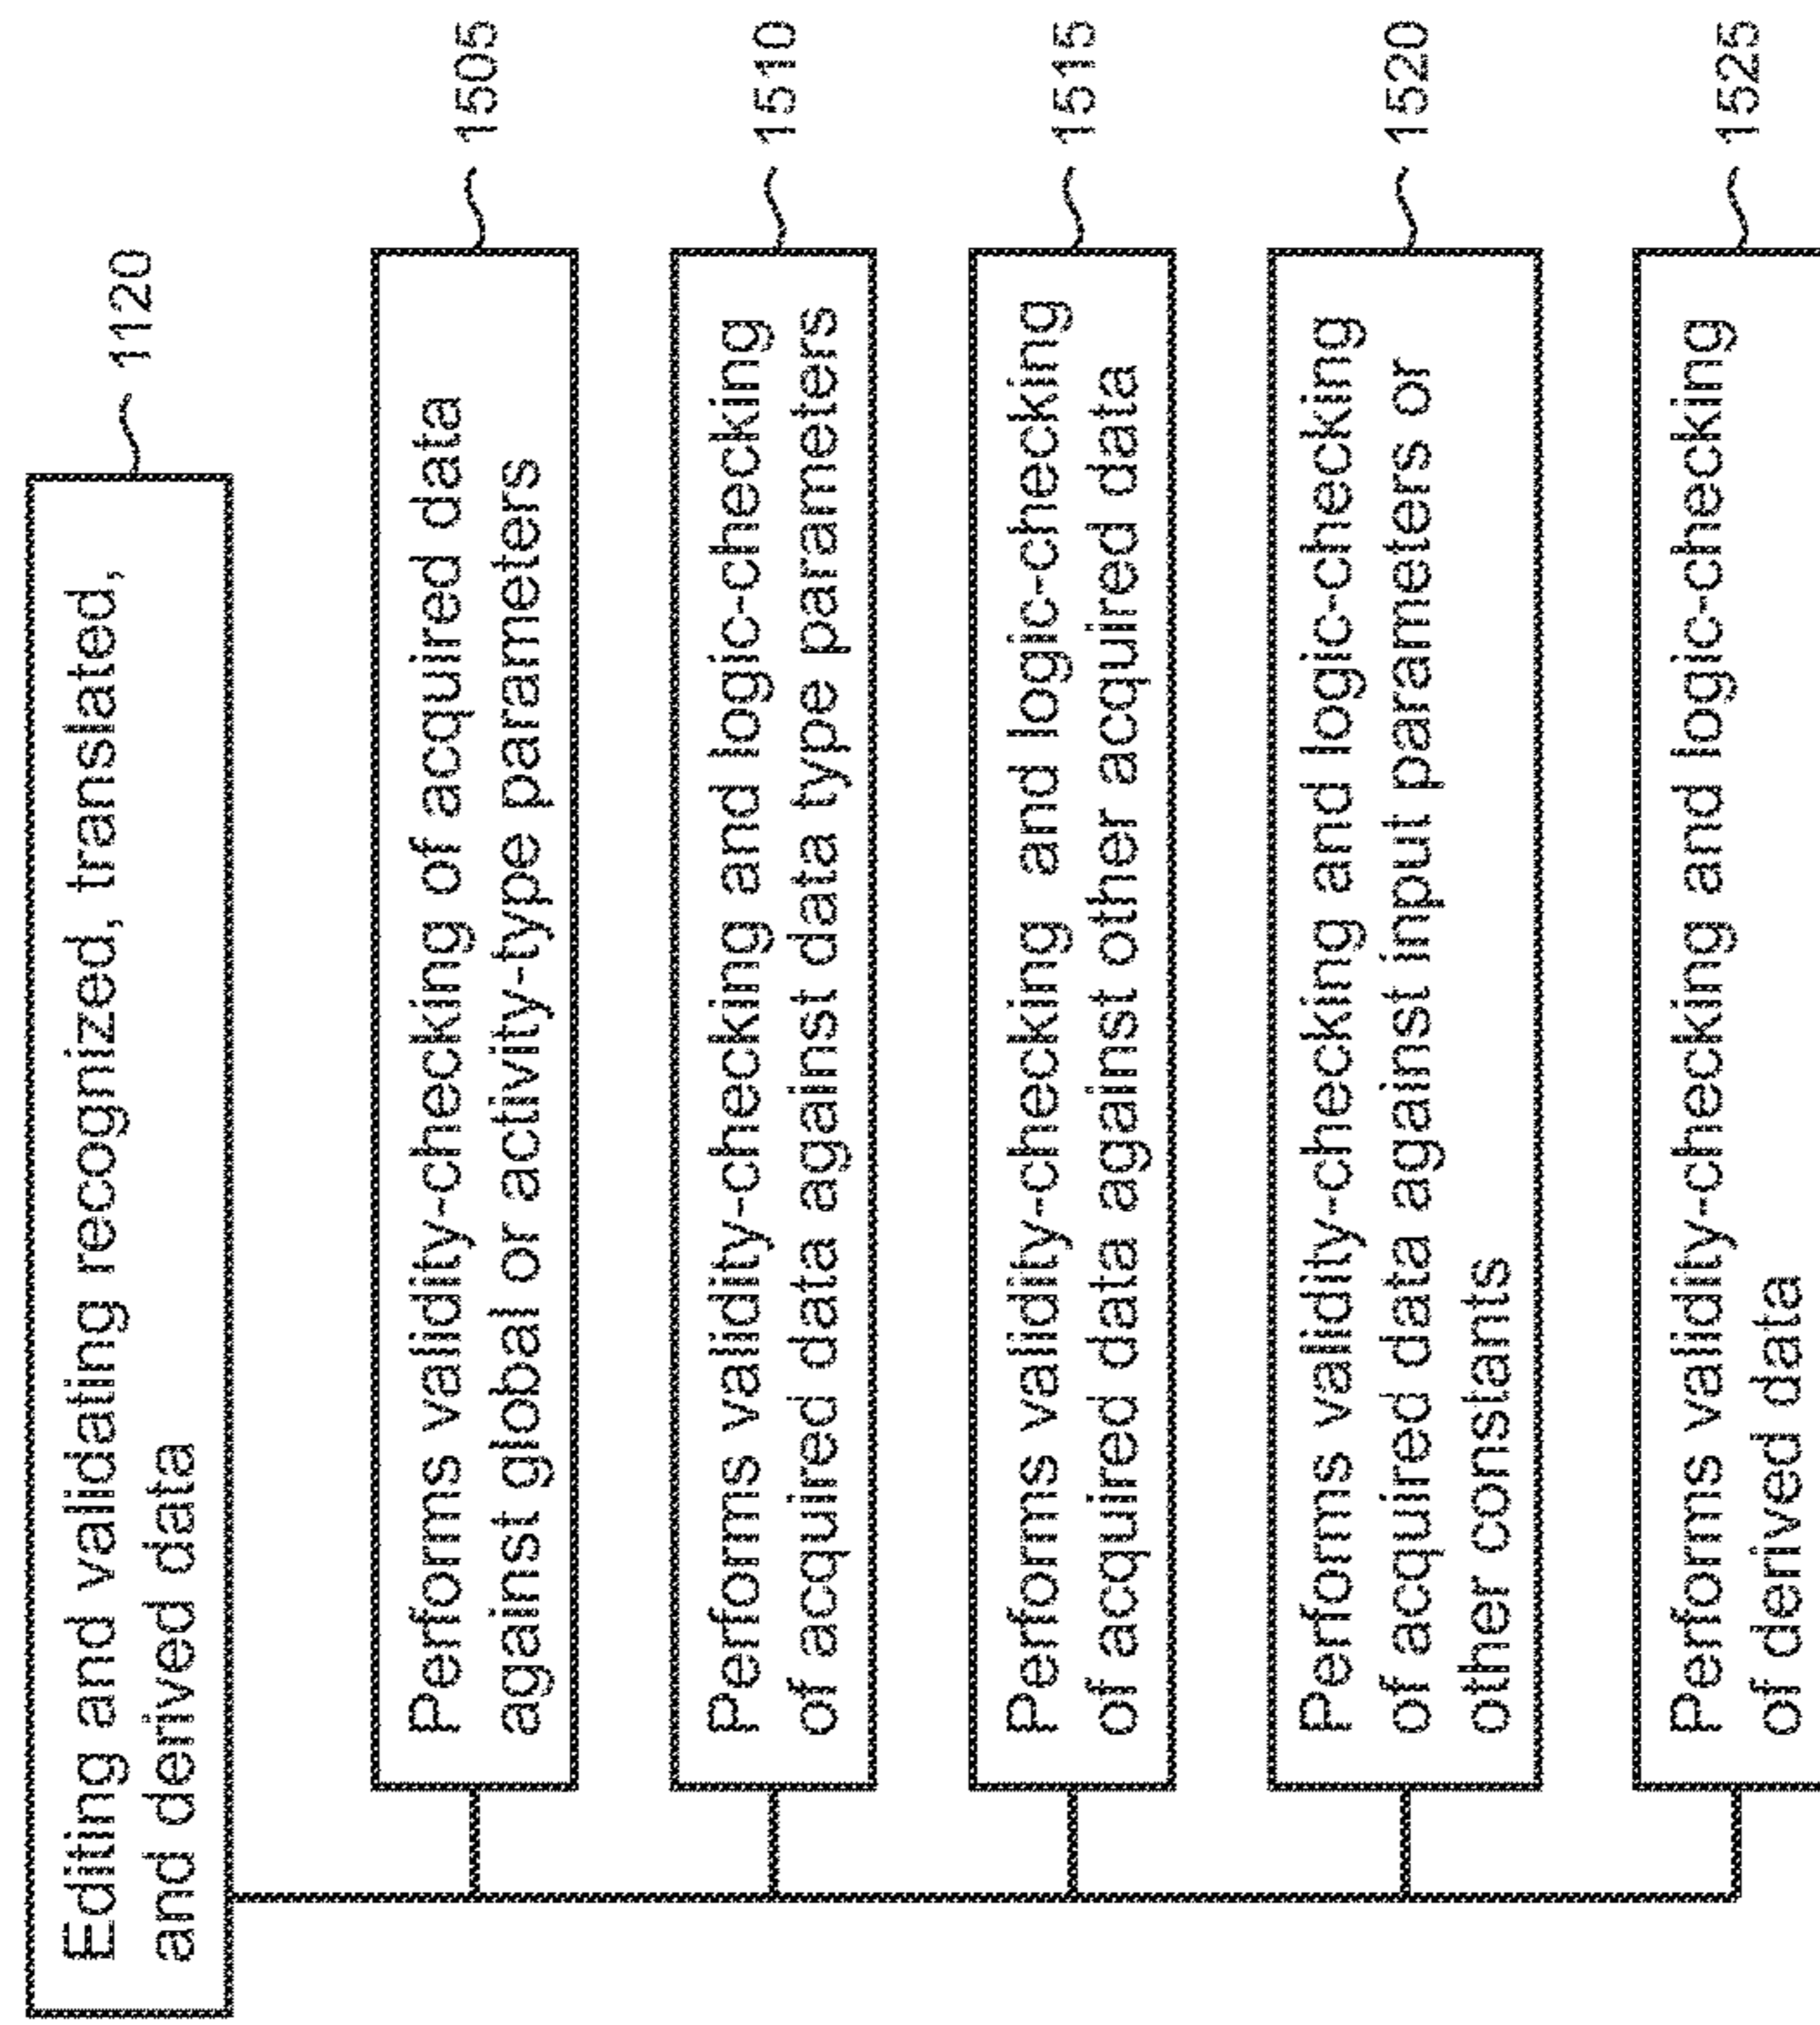 Editing and validating recognized, translated,
and derived data
1120
Performs validity-checking of acquired data
against global or activity-type parameters
1505
Performs validity-checking and logic-checking
of acquired data against data type parameters
1510
Performs validity-checking and logic-checking
of acquired data against other acquired data
1515
Performs validity-checking and logic-checking
of acquired data against input parameters or
other constants
1520
Performs validity-checking and logic-checking
of derived data
1525